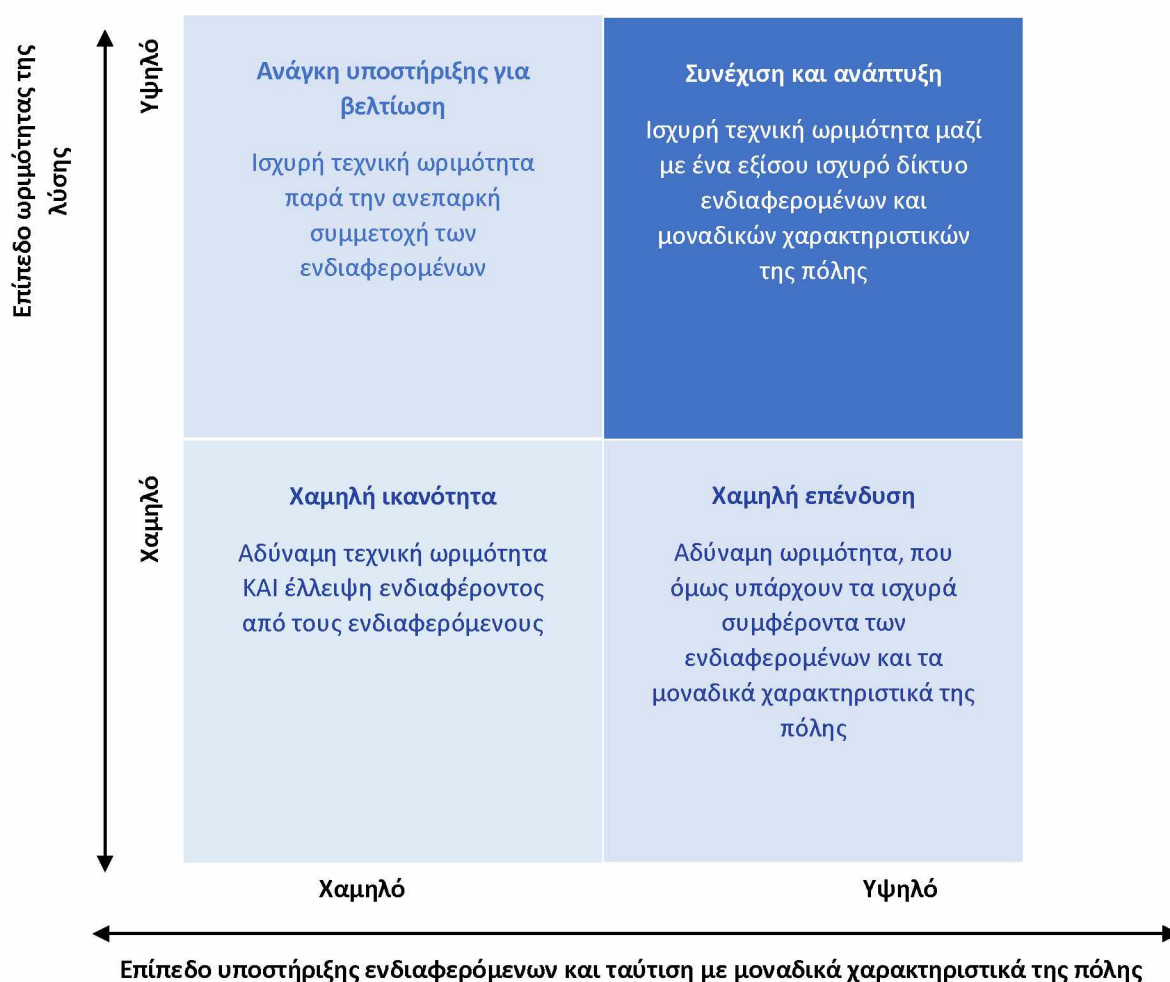 Επίπεδο ωριμότητας της
λύσης
Υψηλό
Ανάγκη υποστήριξης για
βελτίωση
Ισχυρή τεχνική ωριμότητα
παρά την ανεπαρκή
συμμετοχή των
ενδιαφερομένων
Συνέχιση και ανάπτυξη
Ισχυρή τεχνική ωριμότητα μαζί
με ένα εξίσου ισχυρό δίκτυο
ενδιαφερομένων και
μοναδικών χαρακτηριστικών
της πόλης
Χαμηλό
Χαμηλή ικανότητα
Αδύναμη τεχνική ωριμότητα
ΚΑΙ έλλειψη ενδιαφέροντος
από τους ενδιαφερόμενους
Χαμηλή επένδυση
Αδύναμη ωριμότητα, που
όμως υπάρχουν τα ισχυρά
συμφέροντα των
ενδιαφερομένων και τα
μοναδικά χαρακτηριστικά της
πόλης
Χαμηλό
Υψηλό
Επίπεδο υποστήριξης ενδιαφερόμενων και ταύτιση με μοναδικά χαρακτηριστικά της πόλης